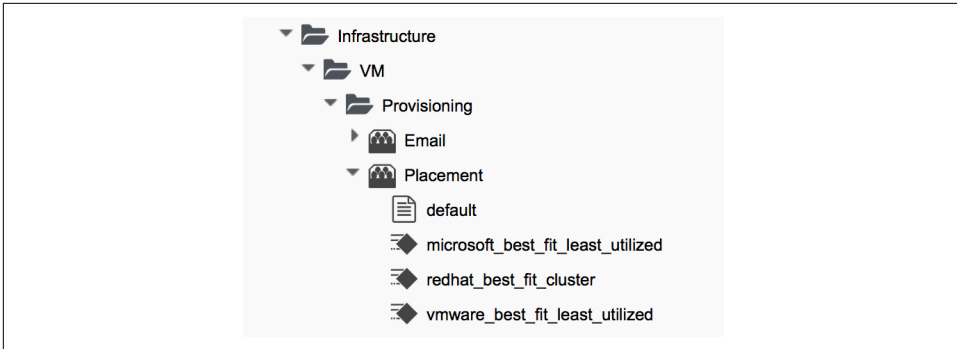 Infrastructure
VM
Provisioning
Email
Placement
default
microsoft_best_fit_least_utilized
redhat_best_fit_cluster
vmware_best_fit_least_utilized